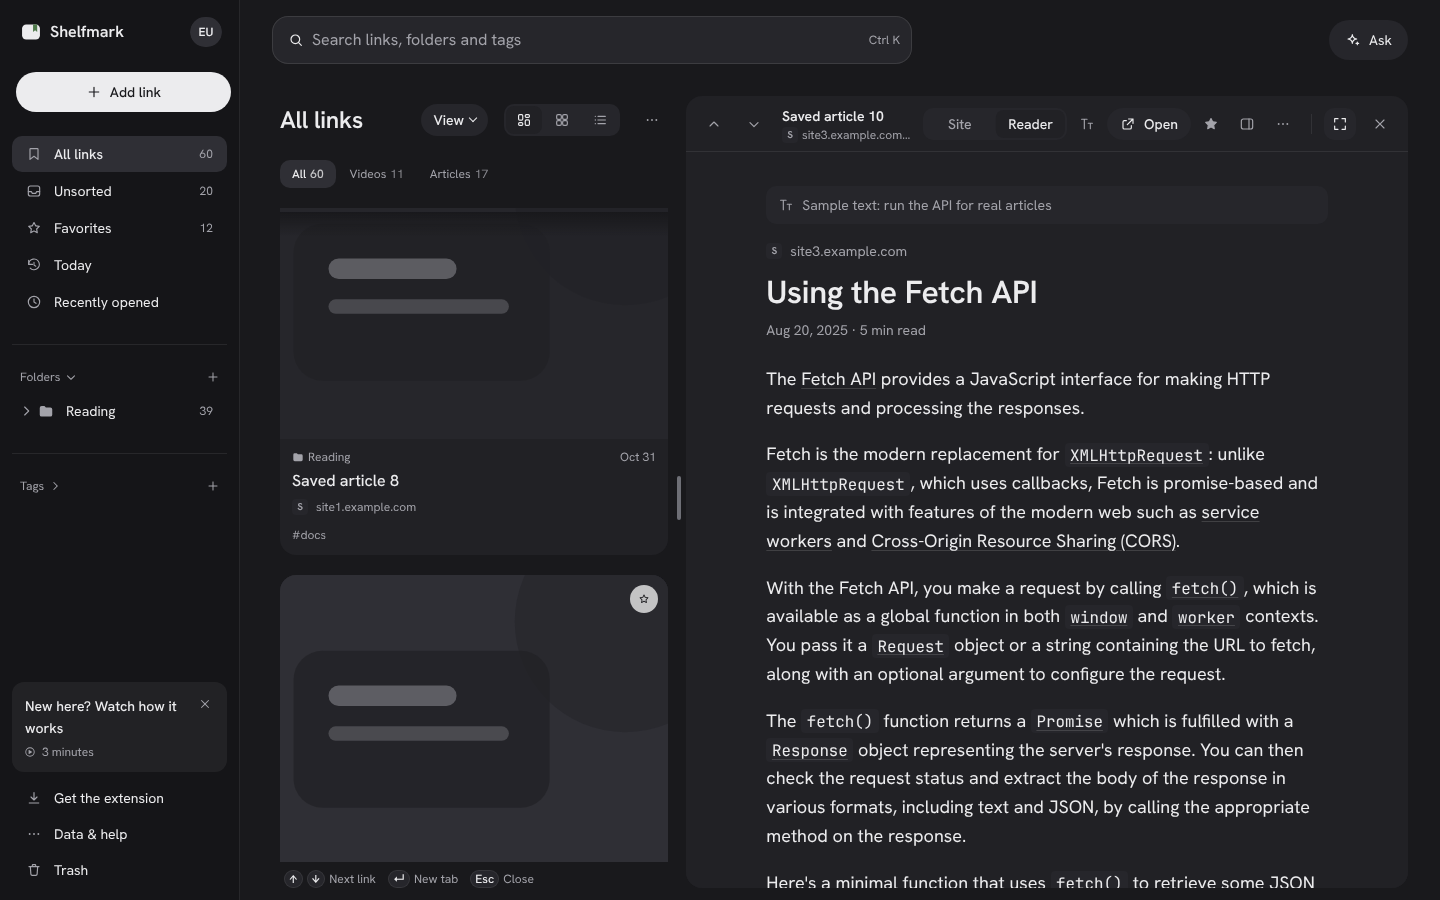 Shelfmark
EU
Add link
All links 60
Unsorted 20
Favorites 12
Today
Recently opened
Folders
Reading 39
Tags
New here? Watch how it
works
3 minutes
Get the extension
Data & help
Trash
Search links, folders and tags Ctrl K
Ask
All links
View
All 60 Videos 11 Articles 17
Reading Oct 31
Saved article 8
S site1.example.com
#docs
Next link New tab Esc Close
Saved article 10
S site3.example.com...
Site Reader Tт Open
Tт Sample text: run the API for real articles
S site3.example.com
Using the Fetch API
Aug 20, 2025 · 5 min read
The Fetch API provides a JavaScript interface for making HTTP
requests and processing the responses.
Fetch is the modern replacement for XMLHttpRequest: unlike
XMLHttpRequest, which uses callbacks, Fetch is promise-based and
is integrated with features of the modern web such as service
workers and Cross-Origin Resource Sharing (CORS).
With the Fetch API, you make a request by calling fetch(), which is
available as a global function in both window and worker contexts.
You pass it a Request object or a string containing the URL to fetch,
along with an optional argument to configure the request.
The fetch() function returns a Promise which is fulfilled with a
Response object representing the server's response. You can then
check the request status and extract the body of the response in
various formats, including text and JSON, by calling the appropriate
method on the response.
Here's a minimal function that uses fetch() to retrieve some JSON